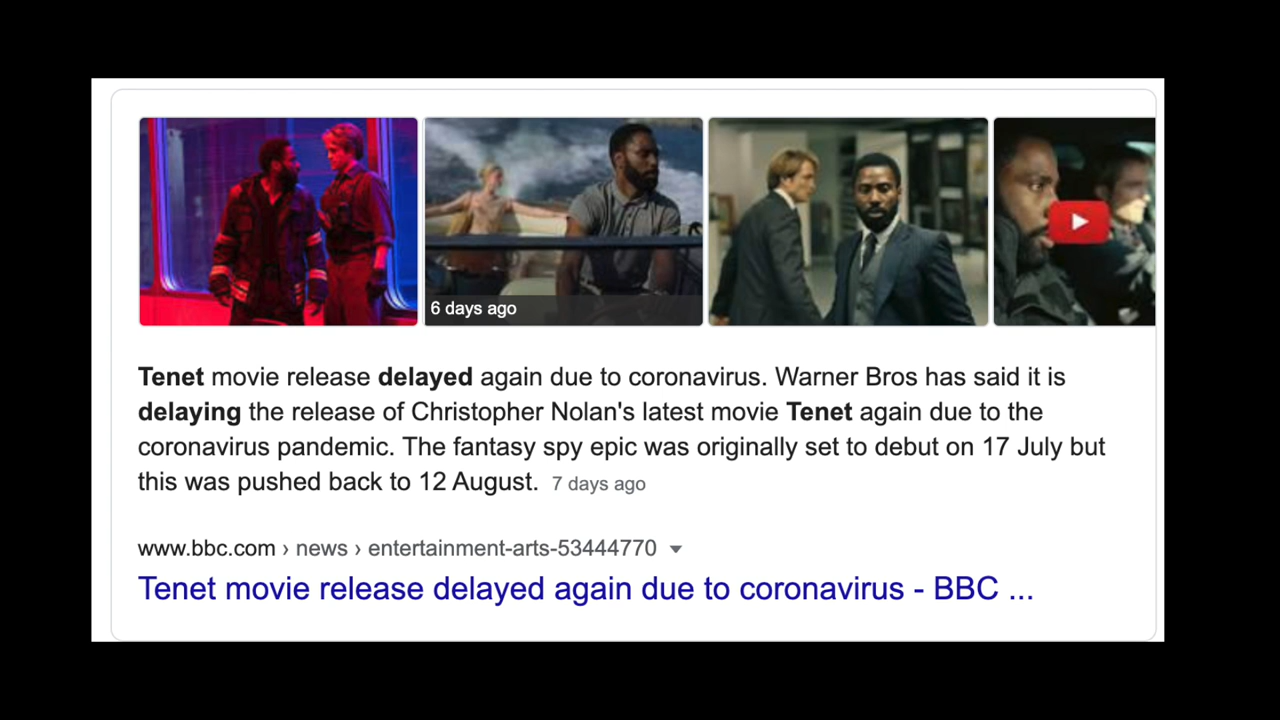 6 days ago
Tenet movie release delayed again due to coronavirus. Warner Bros has said it is
delaying the release of Christopher Nolan's latest movie Tenet again due to the
coronavirus pandemic. The fantasy spy epic was originally set to debut on 17 July but
this was pushed back to 12 August. 7 days ago
www.bbc.com › news › entertainment-arts-53444770
Tenet movie release delayed again due to coronavirus - BBC ...